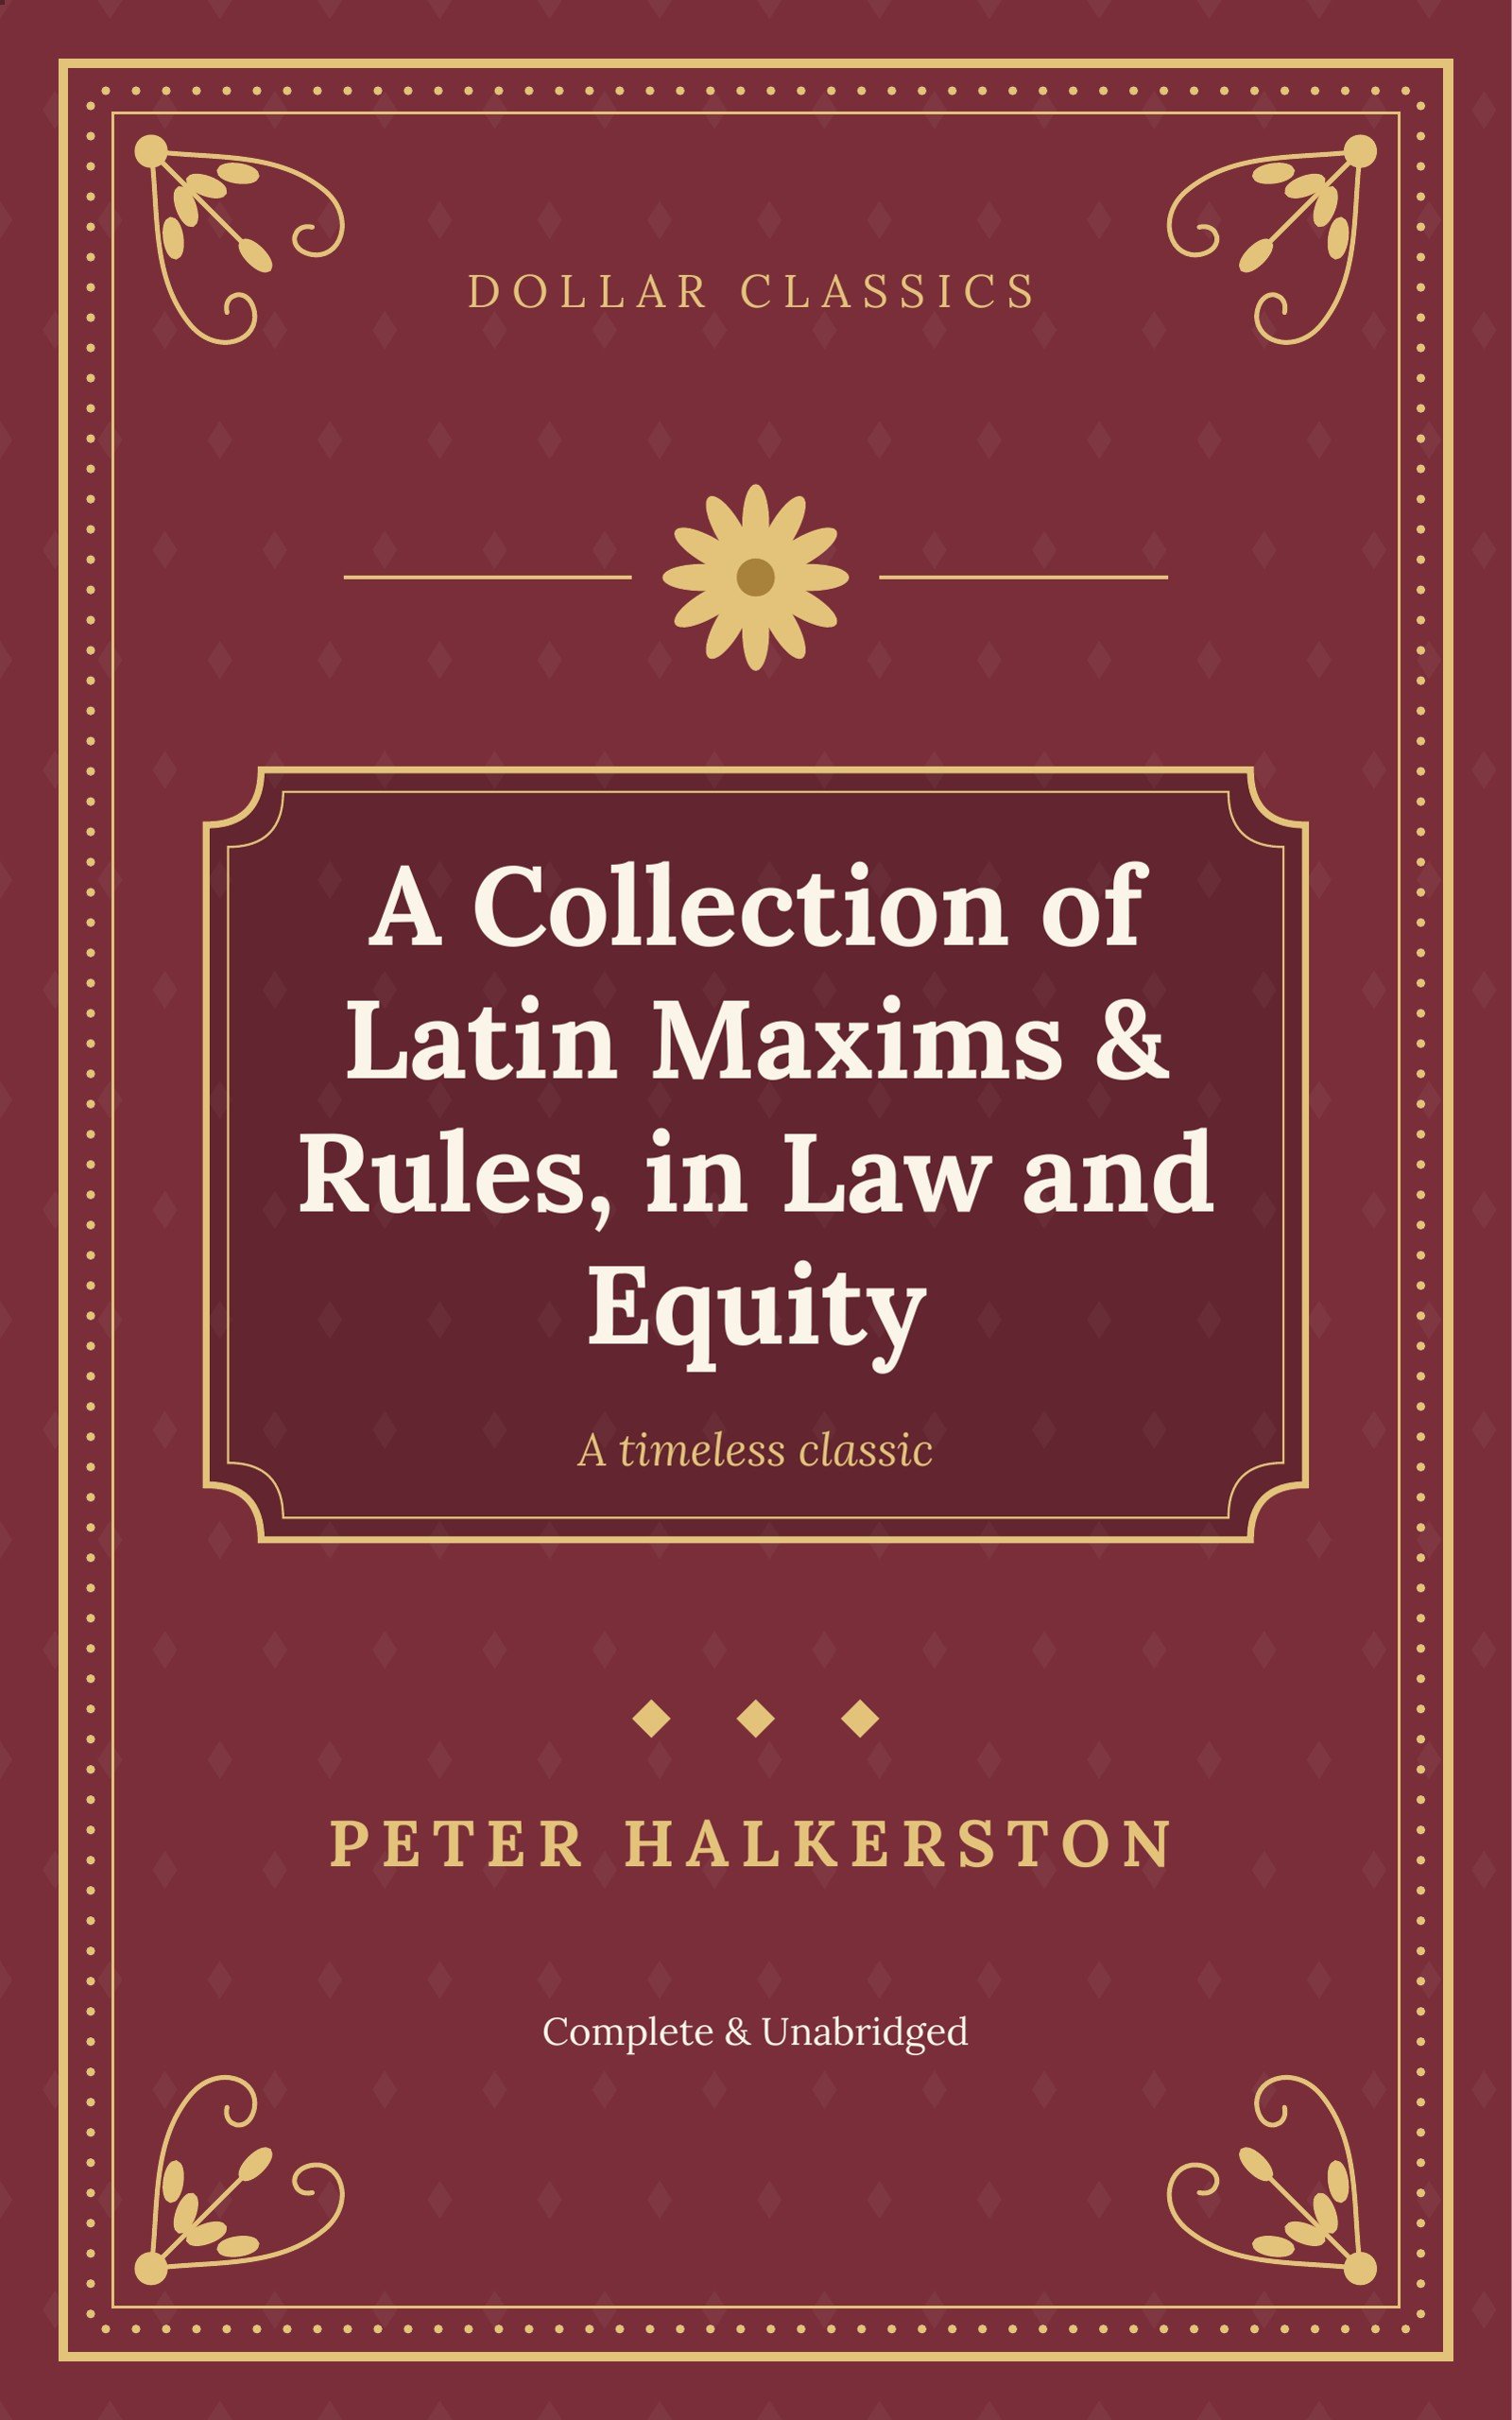 DOLLAR CLASSICS
A Collection of
Latin Maxims &
Rules, in Law and
Equity
A timeless classic
PETER HALKERSTON
Complete & Unabridged